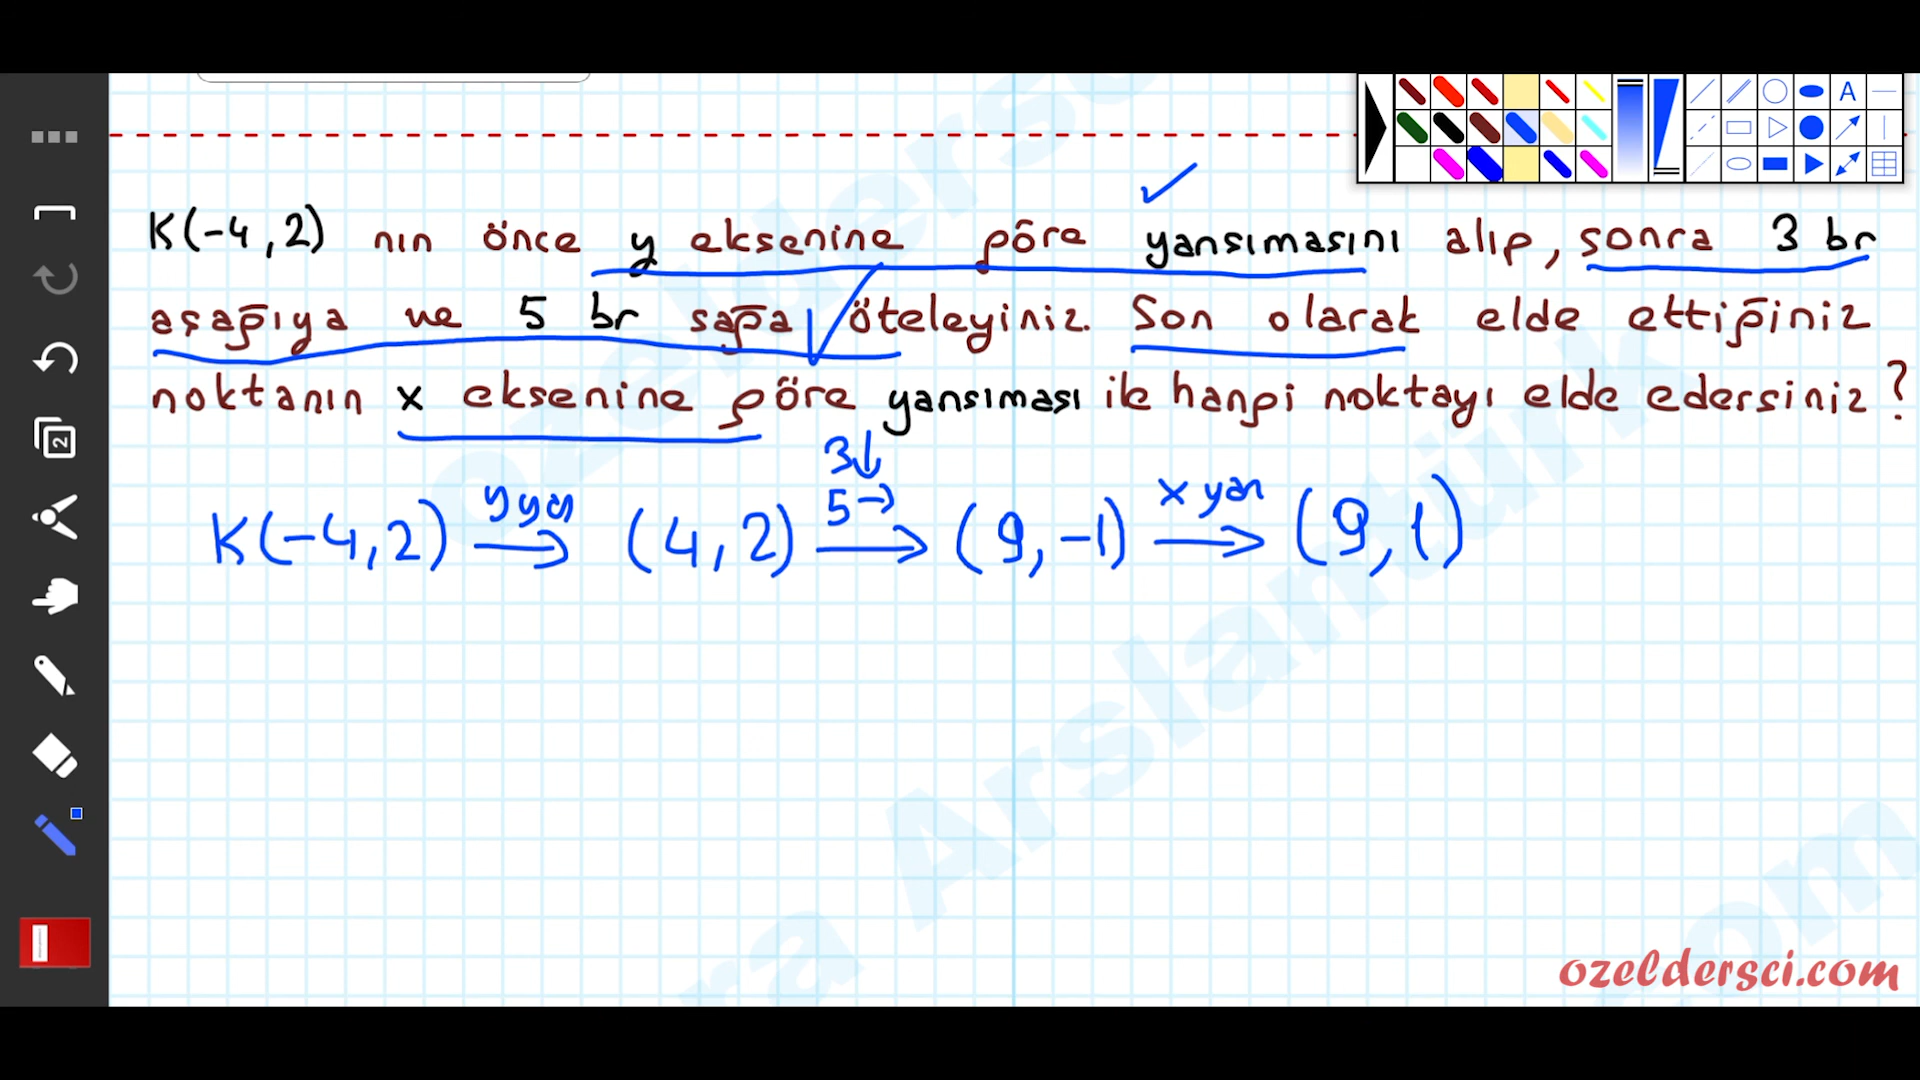 K(-4,2) nın önce y eksenine göre yansımasını alıp, sonra 3 br
aşağıya ve 5 br sağa öteleyiniz. Son olarak elde ettiğiniz
noktanın x eksenine göre yansıması ile hangi noktayı elde edersiniz?
3↓
y yan 5→ x yan
K(-4,2) → (4,2) → (9,-1) → (9,1)
ozeldersci.com